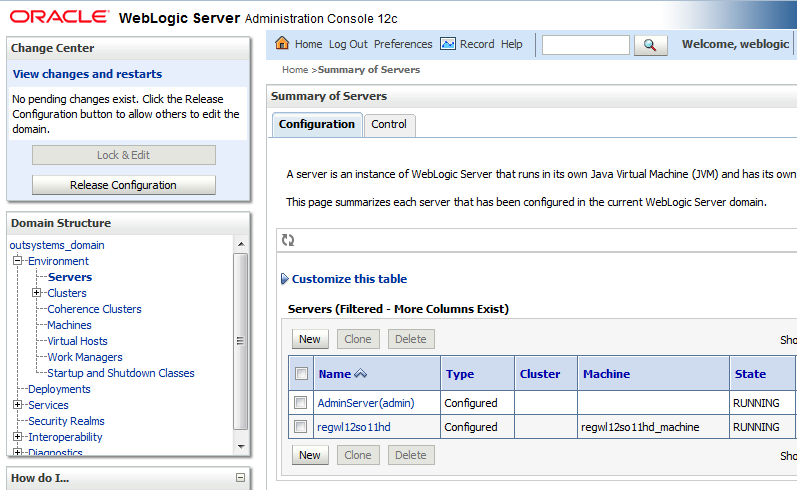 ORACLE WebLogic Server Administration Console 12c
Change Center
View changes and restarts
No pending changes exist. Click the Release
Configuration button to allow others to edit the
domain.
Lock & Edit
Release Configuration
Domain Structure
outsystems_domain
Environment
Servers
Clusters
Coherence Clusters
Machines
Virtual Hosts
Work Managers
Startup and Shutdown Classes
Deployments
Services
Security Realms
Interoperability
Diagnostics
How do I...
Home Log Out Preferences Record Help
Welcome, weblogic
Home >Summary of Servers
Summary of Servers
Configuration Control
A server is an instance of WebLogic Server that runs in its own Java Virtual Machine (JVM) and has its own
This page summarizes each server that has been configured in the current WebLogic Server domain.
Customize this table
Servers (Filtered - More Columns Exist)
New Clone Delete Sho
Name Type Cluster Machine State
AdminServer(admin) Configured RUNNING
regwl12so11hd Configured regwl12so11hd_machine RUNNING
New Clone Delete Sho